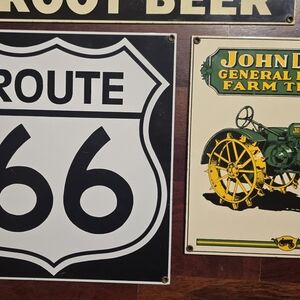 ROOT BEER
ROUTE
66
JOHN D
GENERAL
FARM T